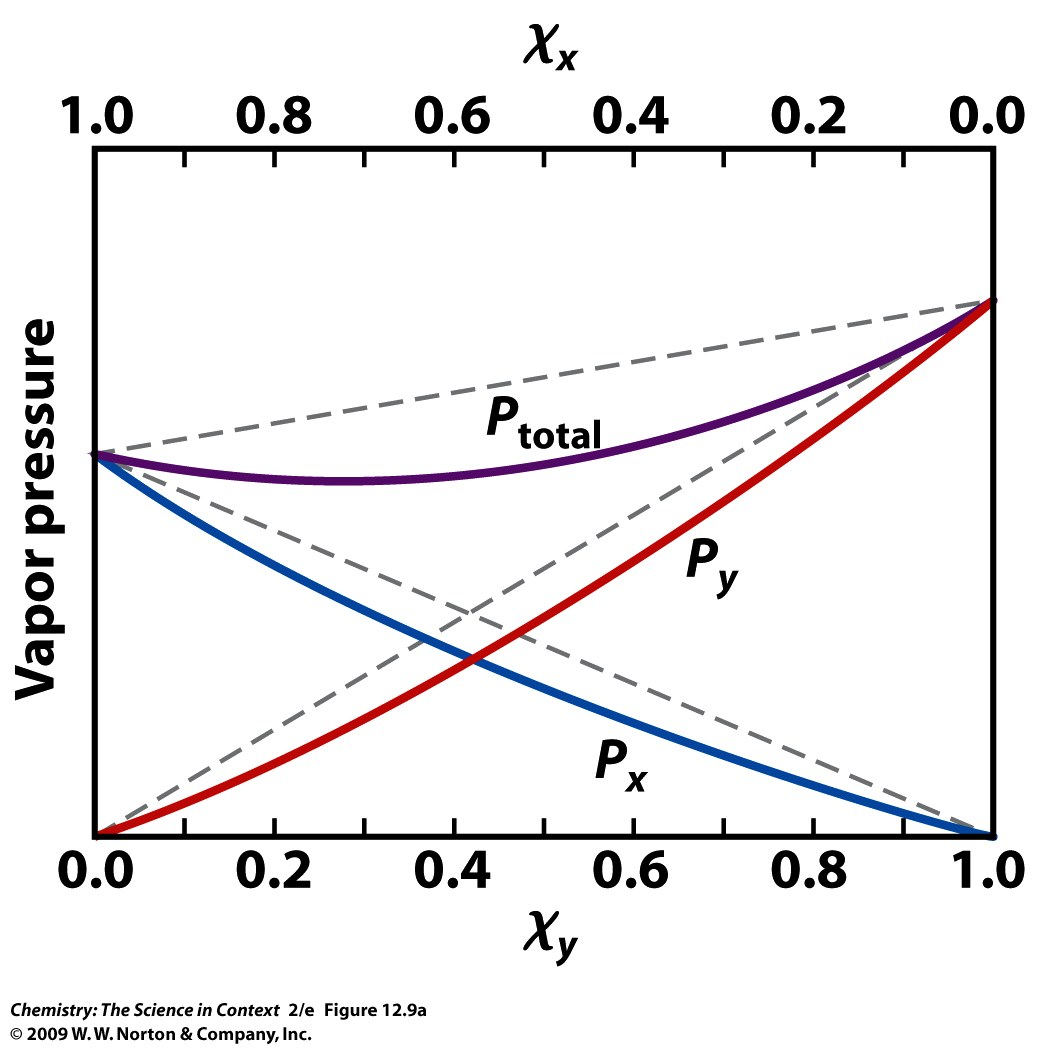 χx
1.0 0.8 0.6 0.4 0.2 0.0
Vapor pressure
Ptotal
Py
Px
0.0 0.2 0.4 0.6 0.8 1.0
χy
Chemistry: The Science in Context 2/e Figure 12.9a
© 2009 W. W. Norton & Company, Inc.